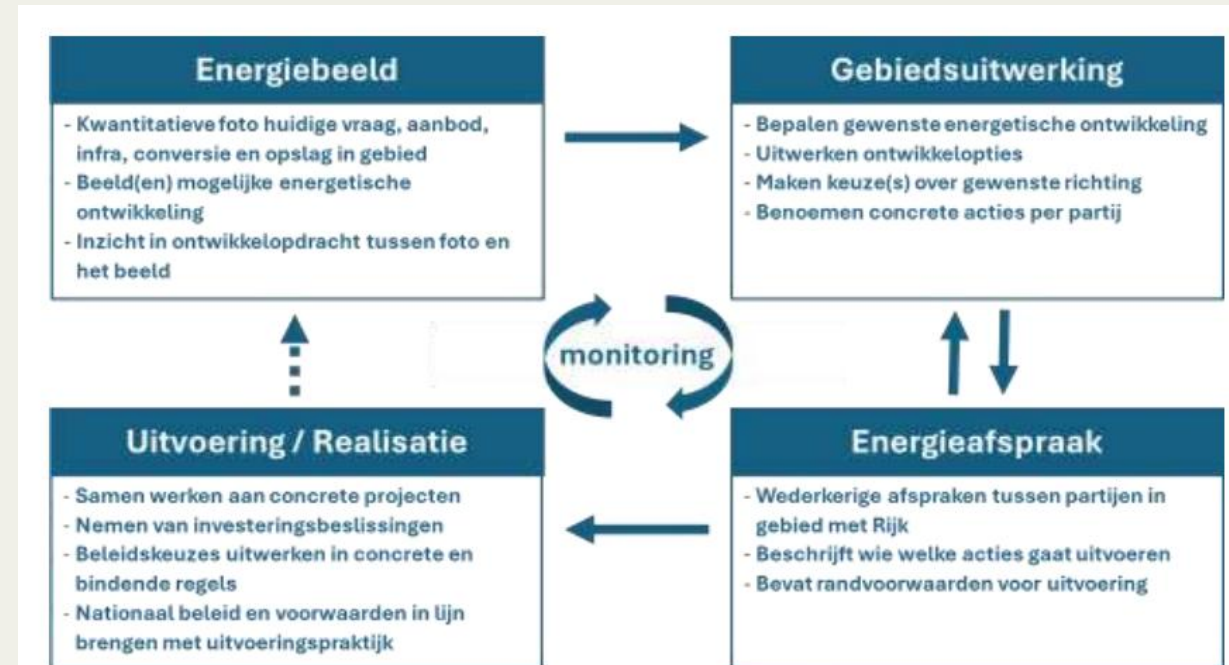 Energiebeeld
- Kwantitatieve foto huidige vraag, aanbod,
infra, conversie en opslag in gebied
- Beeld(en) mogelijke energetische
ontwikkeling
- Inzicht in ontwikkelopdracht tussen foto en
het beeld
Gebiedsuitwerking
- Bepalen gewenste energetische ontwikkeling
- Uitwerken ontwikkelopties
- Maken keuze(s) over gewenste richting
- Benoemen concrete acties per partij
monitoring
Uitvoering / Realisatie
- Samen werken aan concrete projecten
- Nemen van investeringsbeslissingen
- Beleidskeuzes uitwerken in concrete en
bindende regels
- Nationaal beleid en voorwaarden in lijn
brengen met uitvoeringspraktijk
Energieafspraak
- Wederkerige afspraken tussen partijen in
gebied met Rijk
- Beschrijft wie welke acties gaat uitvoeren
- Bevat randvoorwaarden voor uitvoering